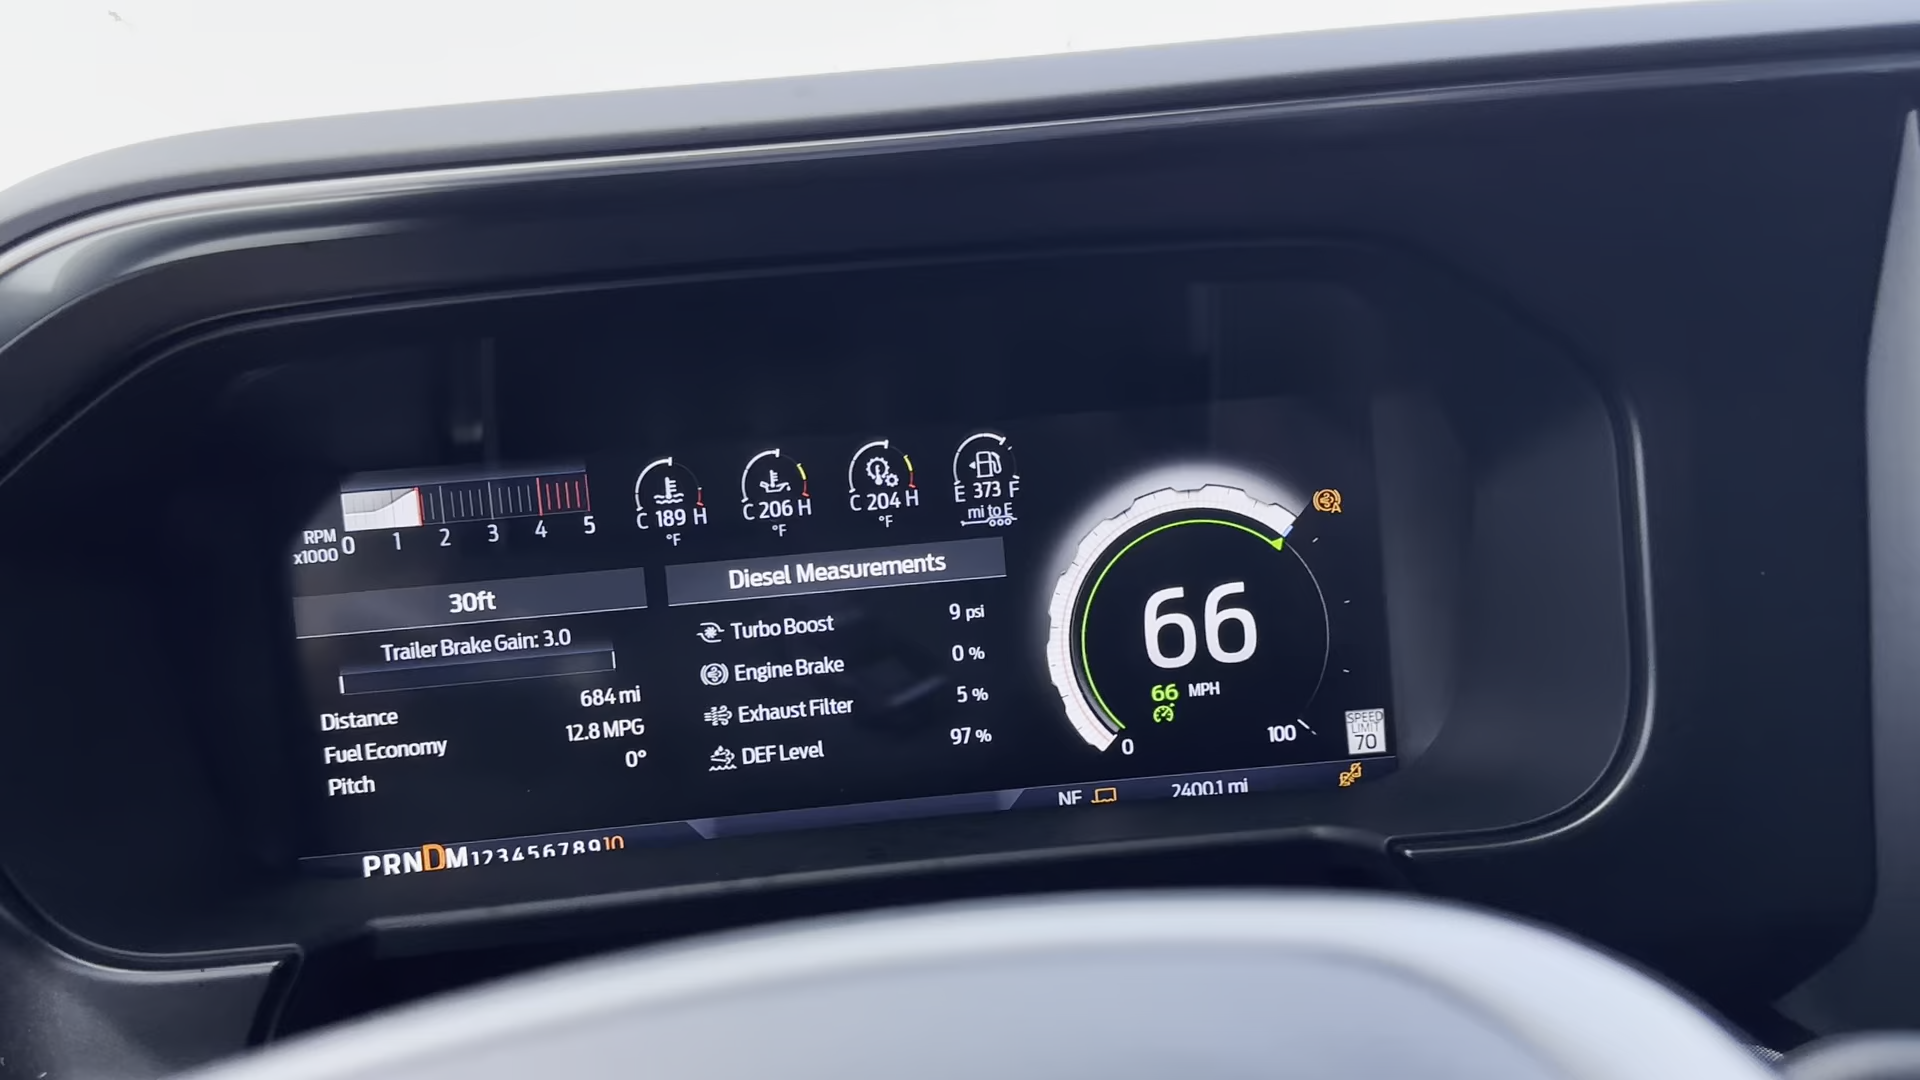 RPM
x1000
0 1 2 3 4 5
C 189 H
°F
C 206 H
°F
C 204 H
°F
E 373 F
mi to E
30ft
Trailer Brake Gain: 3.0
Distance 684 mi
Fuel Economy 12.8 MPG
Pitch 0°
Diesel Measurements
Turbo Boost 9 psi
Engine Brake 0 %
Exhaust Filter 5 %
DEF Level 97 %
A
66
66 MPH
0 100
SPEED
LIMIT
70
PRNDM12345678910
NF 2400.1 mi